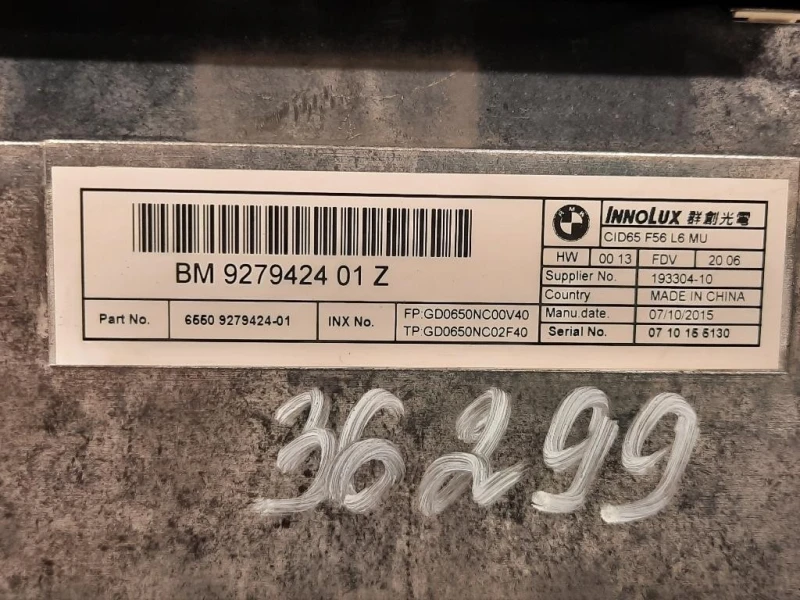 BM 9279424 01 Z
Part No.
6550 9279424-01
INX No.
FP:GD0650NC00V40
TP:GD0650NC02F40
BMW
INNOLUX 群創光電
CID65 F56 L6 MU
HW 00 13 FDV 20 06
Supplier No. 193304-10
Country MADE IN CHINA
Manu.date. 07/10/2015
Serial No. 07 10 15 5130
36299